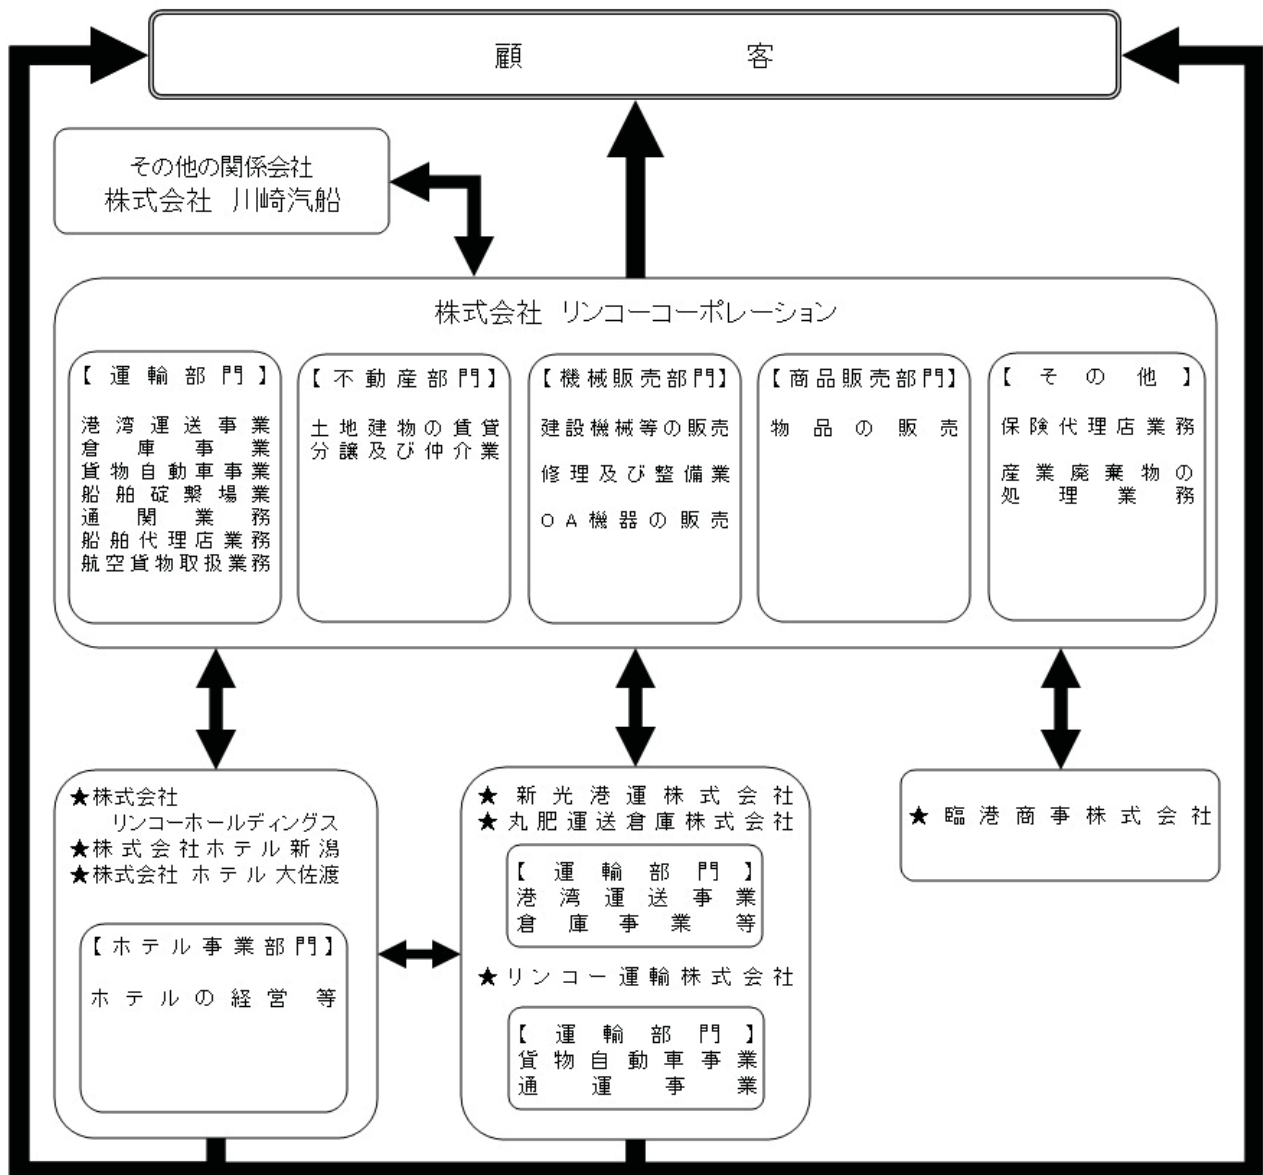 顧客
その他の関係会社
株式会社 川崎汽船
株式会社 リンコーコーポレーション
【運輸部門】
港湾運送事業
倉庫事業
貨物自動車事業
船舶碇繋場業
通関業務
船舶代理店業務
航空貨物取扱業務
【不動産部門】
土地建物の賃貸
分譲及び仲介業
【機械販売部門】
建設機械等の販売
修理及び整備業
OA機器の販売
【商品販売部門】
物品の販売
【その他】
保険代理店業務
産業廃棄物の
処理業務
★株式会社
リンコーホールディングス
★株式会社ホテル新潟
★株式会社 ホテル大佐渡
【ホテル事業部門】
ホテルの経営等
★新光港運株式会社
★丸肥運送倉庫株式会社
【運輸部門】
港湾運送事業
倉庫事業等
★リンコー運輸株式会社
【運輸部門】
貨物自動車事業
通運事業
★臨港商事株式会社